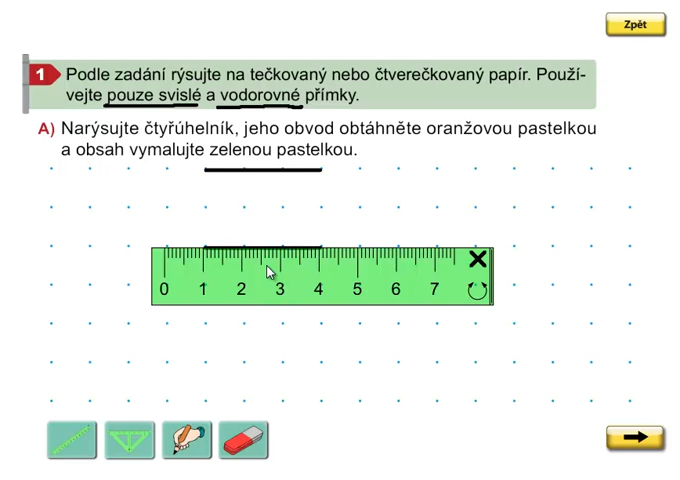 Zpět
1 Podle zadání rýsujte na tečkovaný nebo čtverečkovaný papír. Použí-
vejte pouze svislé a vodorovné přímky.
A) Narýsujte čtyřúhelník, jeho obvod obtáhněte oranžovou pastelkou
a obsah vymalujte zelenou pastelkou.
0 1 2 3 4 5 6 7